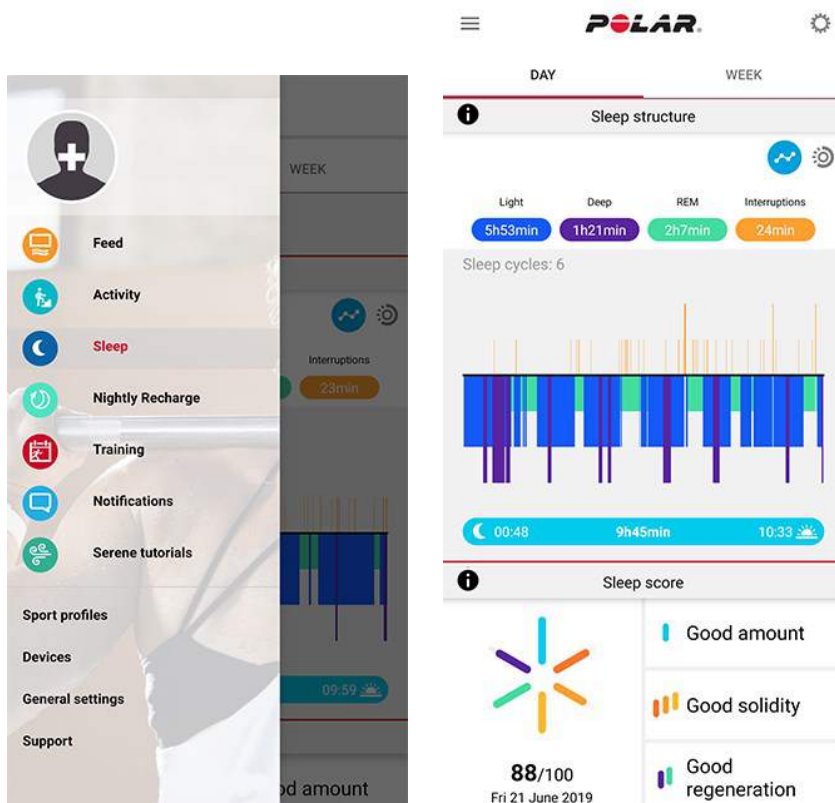 WEEK
Feed
Activity
Sleep
Nightly Recharge
Training
Notifications
Serene tutorials
Sport profiles
Devices
General settings
Support
Interruptions
23min
09:59
od amount
POLAR.
DAY WEEK
Sleep structure
Light Deep REM Interruptions
5h53min 1h21min 2h7min 24min
Sleep cycles: 6
00:48 9h45min 10:33
Sleep score
Good amount
Good solidity
Good
regeneration
88/100
Fri 21 June 2019